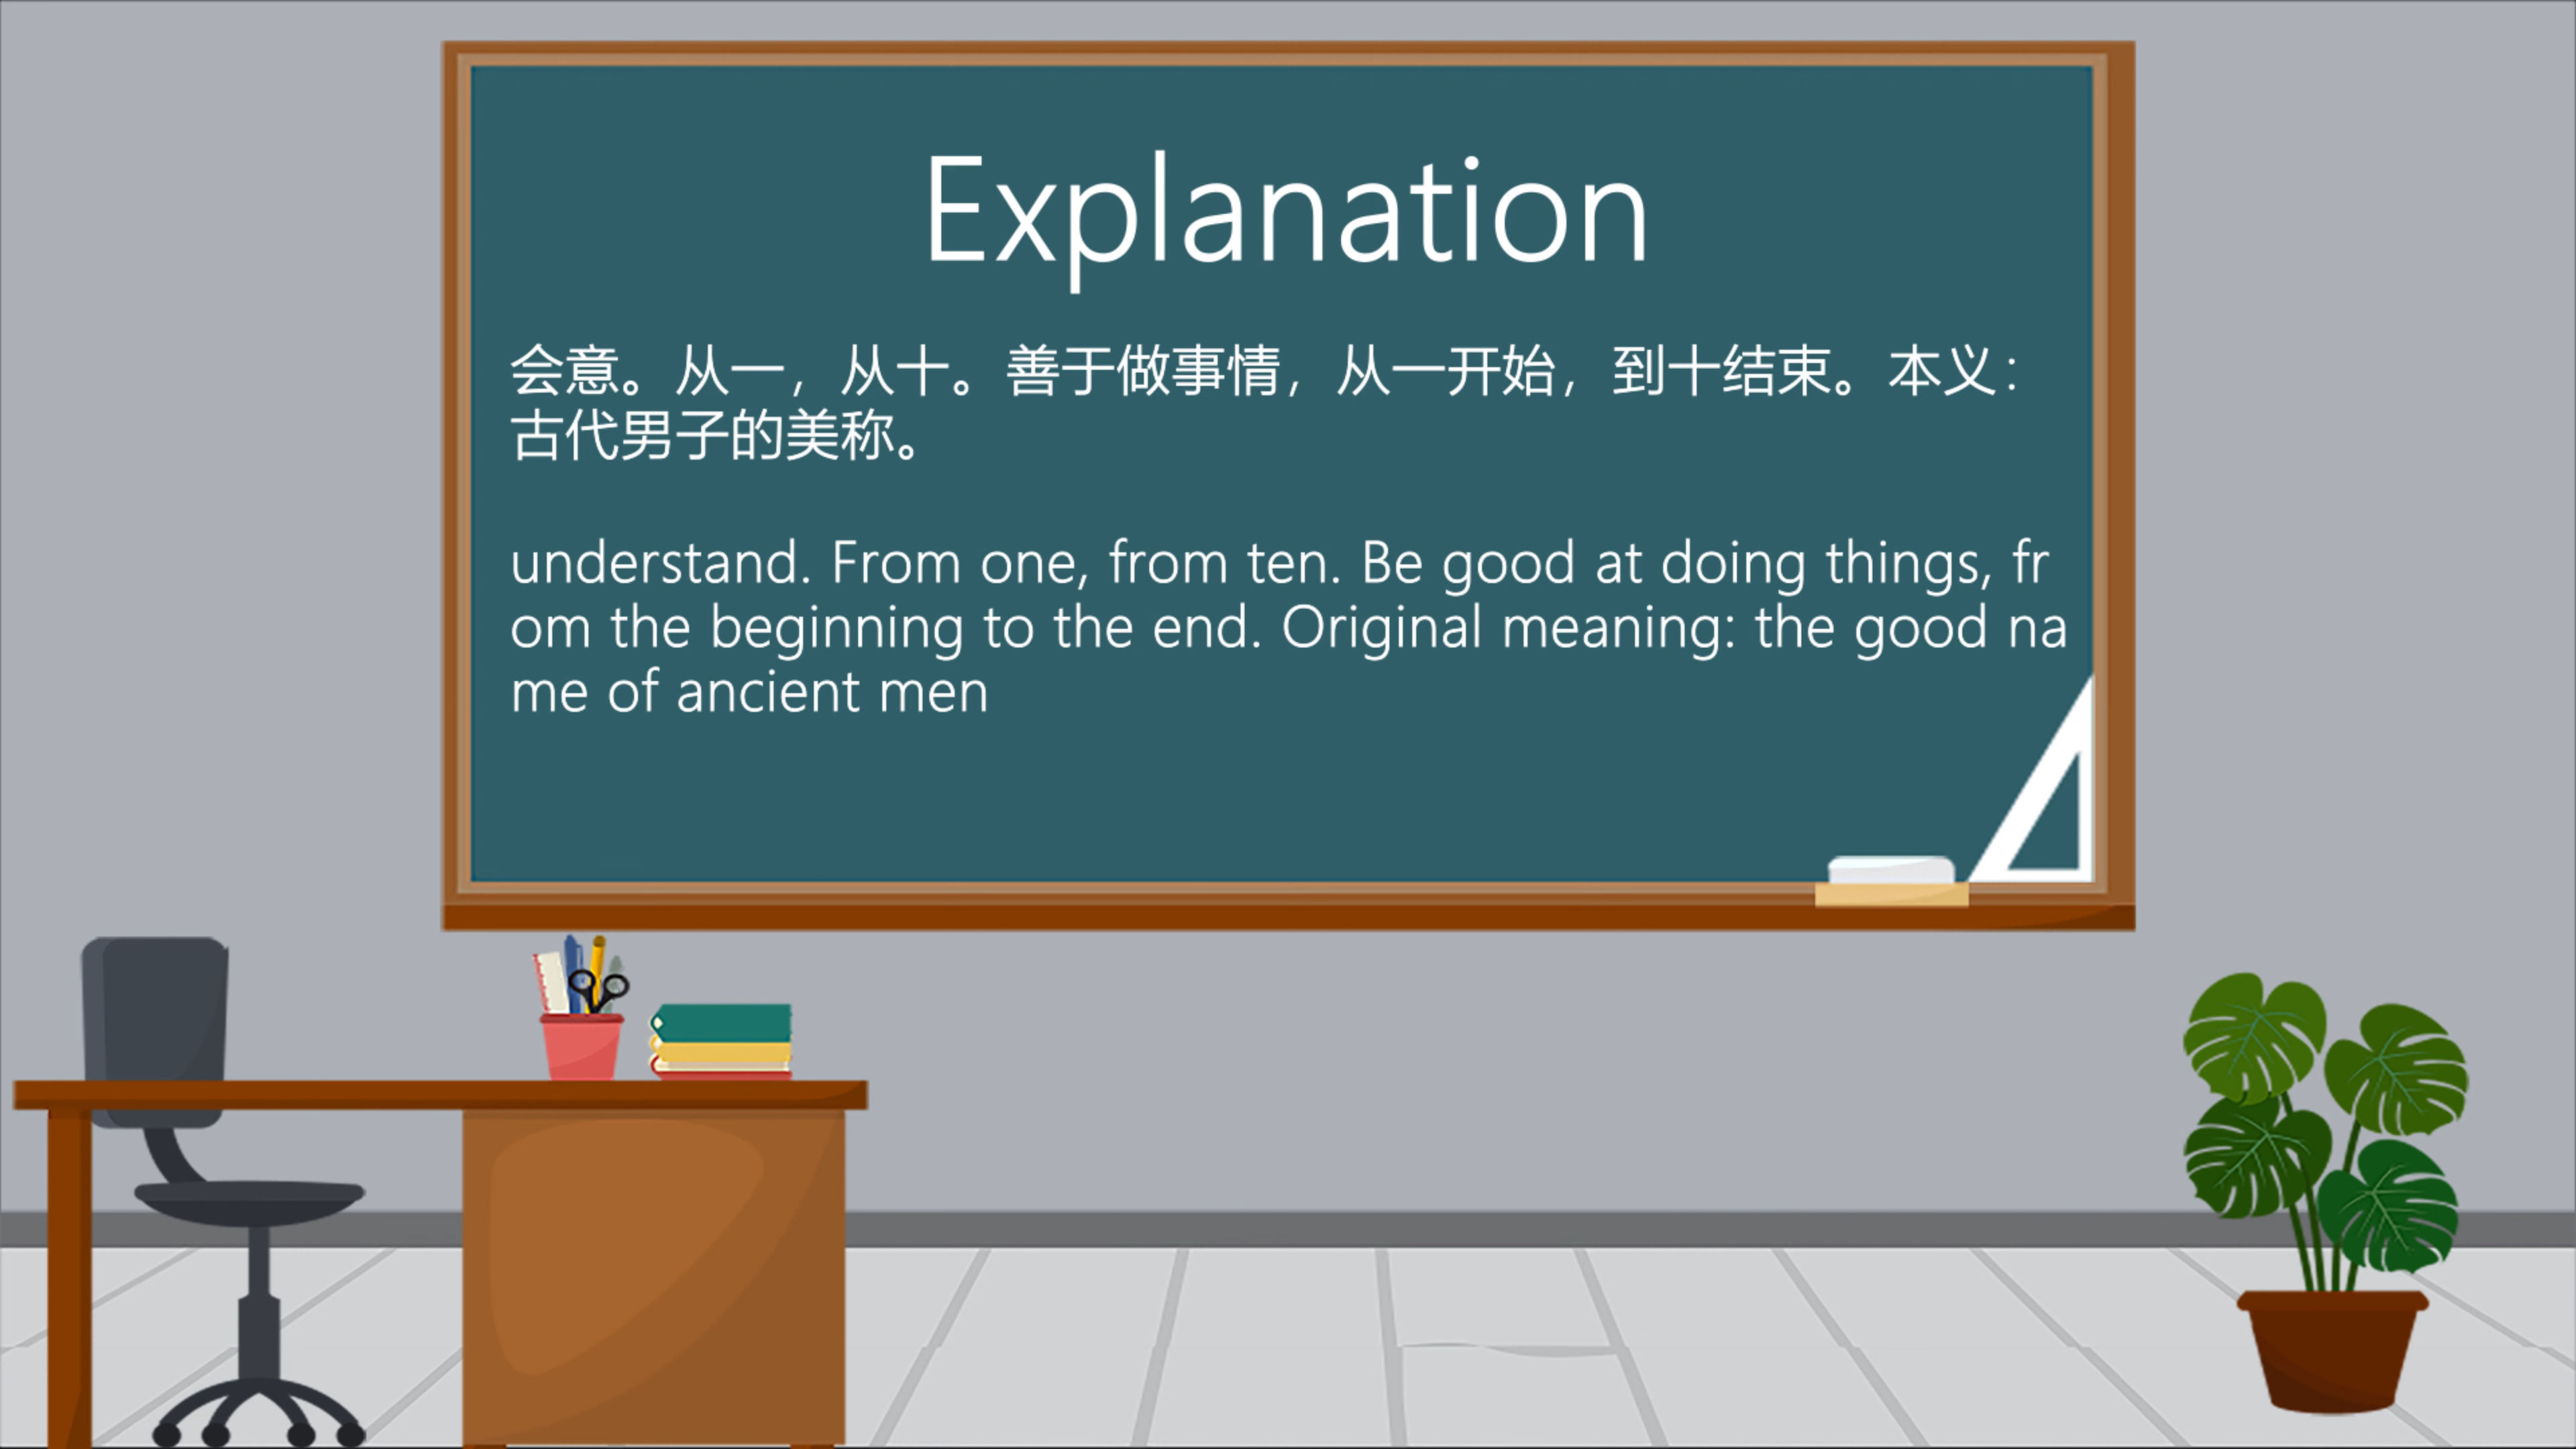 Explanation
会意。从一，从十。善于做事情，从一开始，到十结束。本义：
古代男子的美称。
understand. From one, from ten. Be good at doing things, fr
om the beginning to the end. Original meaning: the good na
me of ancient men